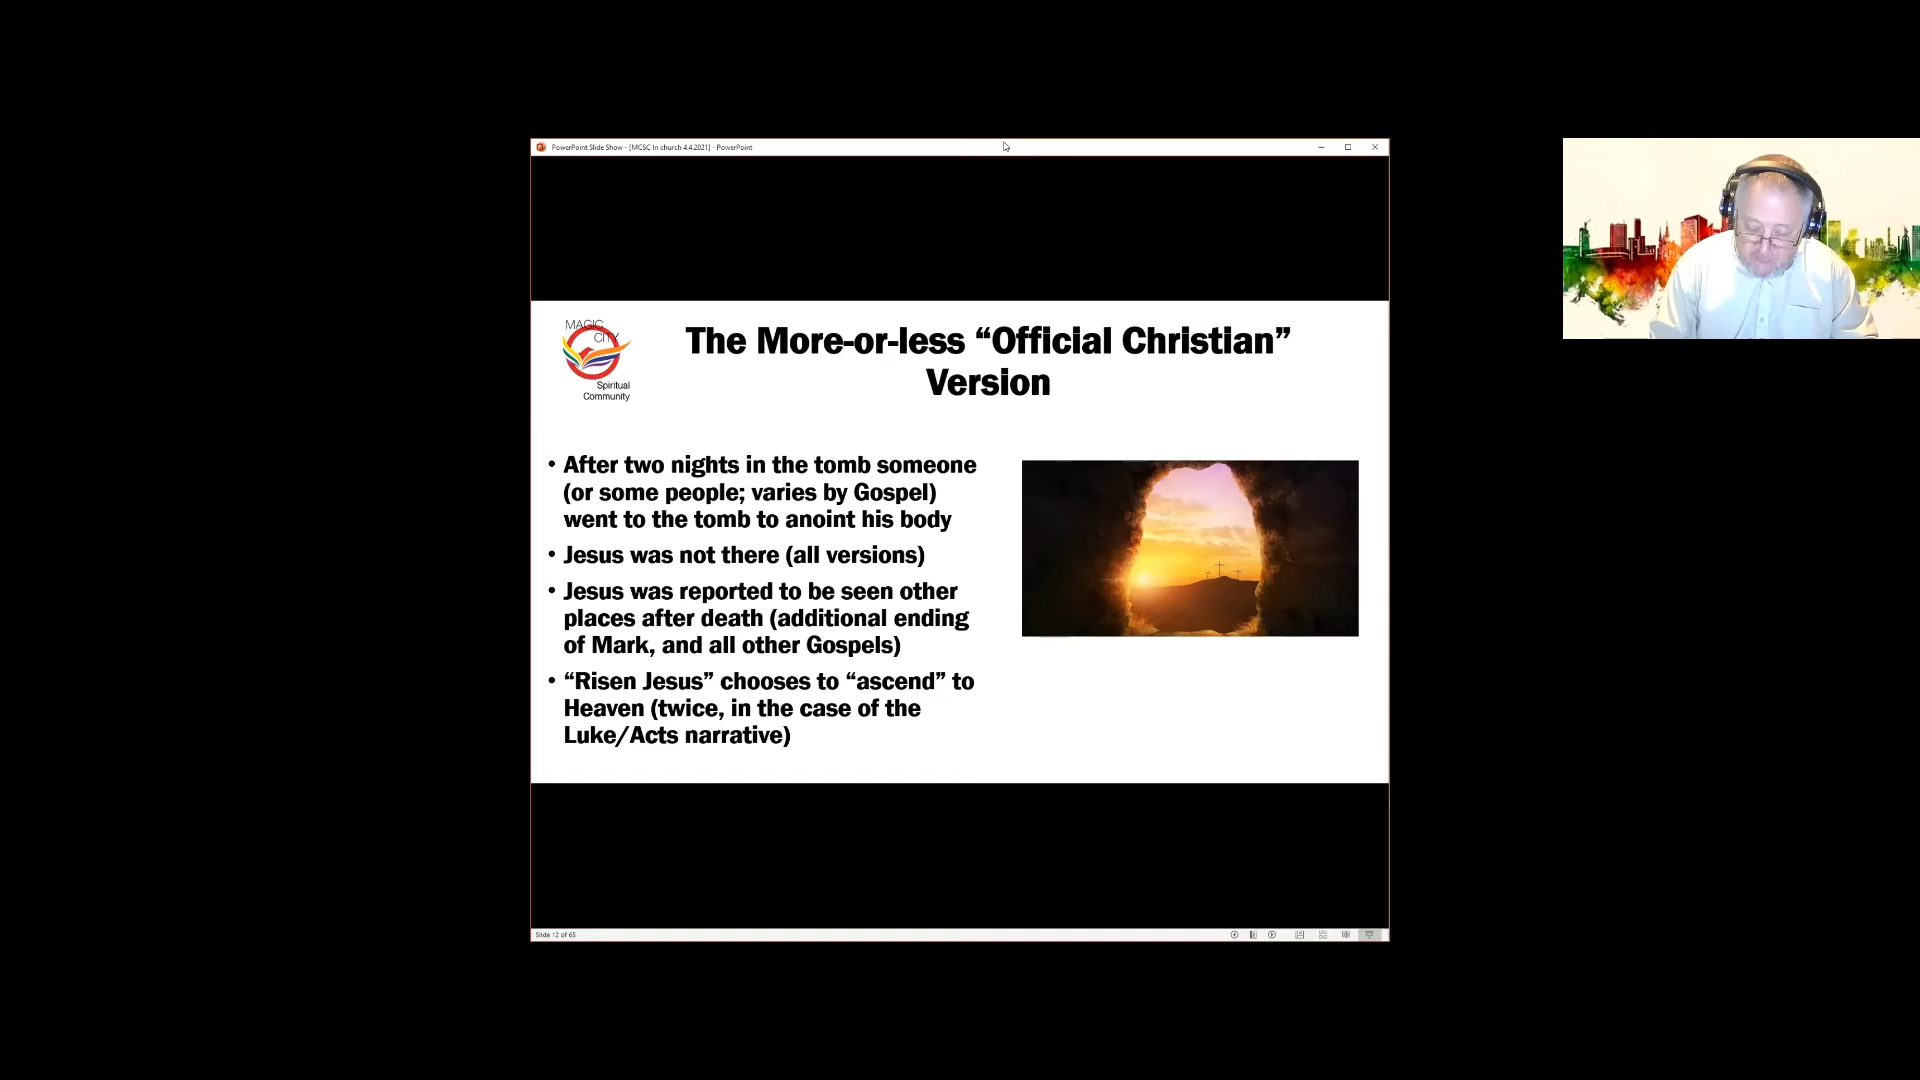 PowerPoint Slide Show - [MCSC In church 4.4.2021] - PowerPoint
MAGIC
CITY
Spiritual
Community
The More-or-less “Official Christian”
Version
• After two nights in the tomb someone
(or some people; varies by Gospel)
went to the tomb to anoint his body
• Jesus was not there (all versions)
• Jesus was reported to be seen other
places after death (additional ending
of Mark, and all other Gospels)
• “Risen Jesus” chooses to “ascend” to
Heaven (twice, in the case of the
Luke/Acts narrative)
Slide 12 of 65